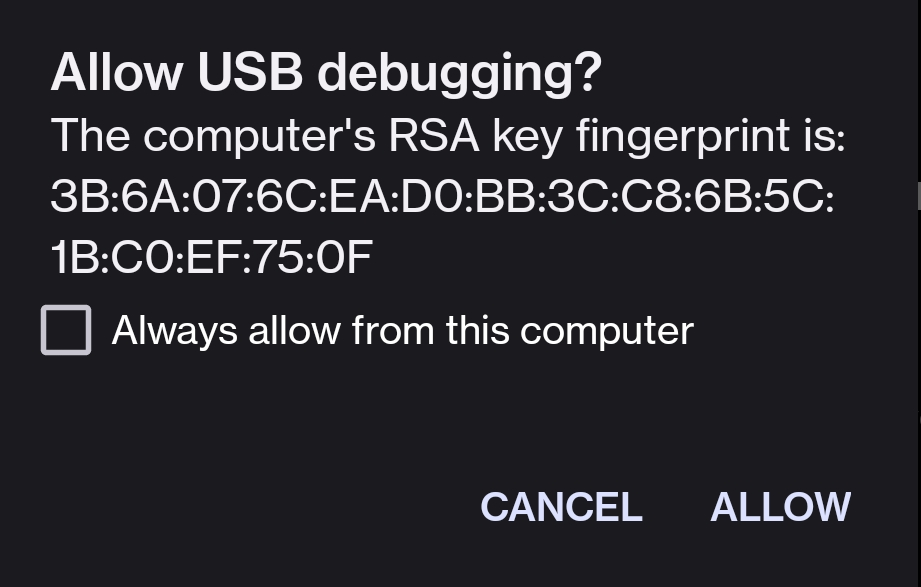 Allow USB debugging?
The computer's RSA key fingerprint is:
3B:6A:07:6C:EA:D0:BB:3C:C8:6B:5C:
1B:C0:EF:75:0F
Always allow from this computer
CANCEL ALLOW